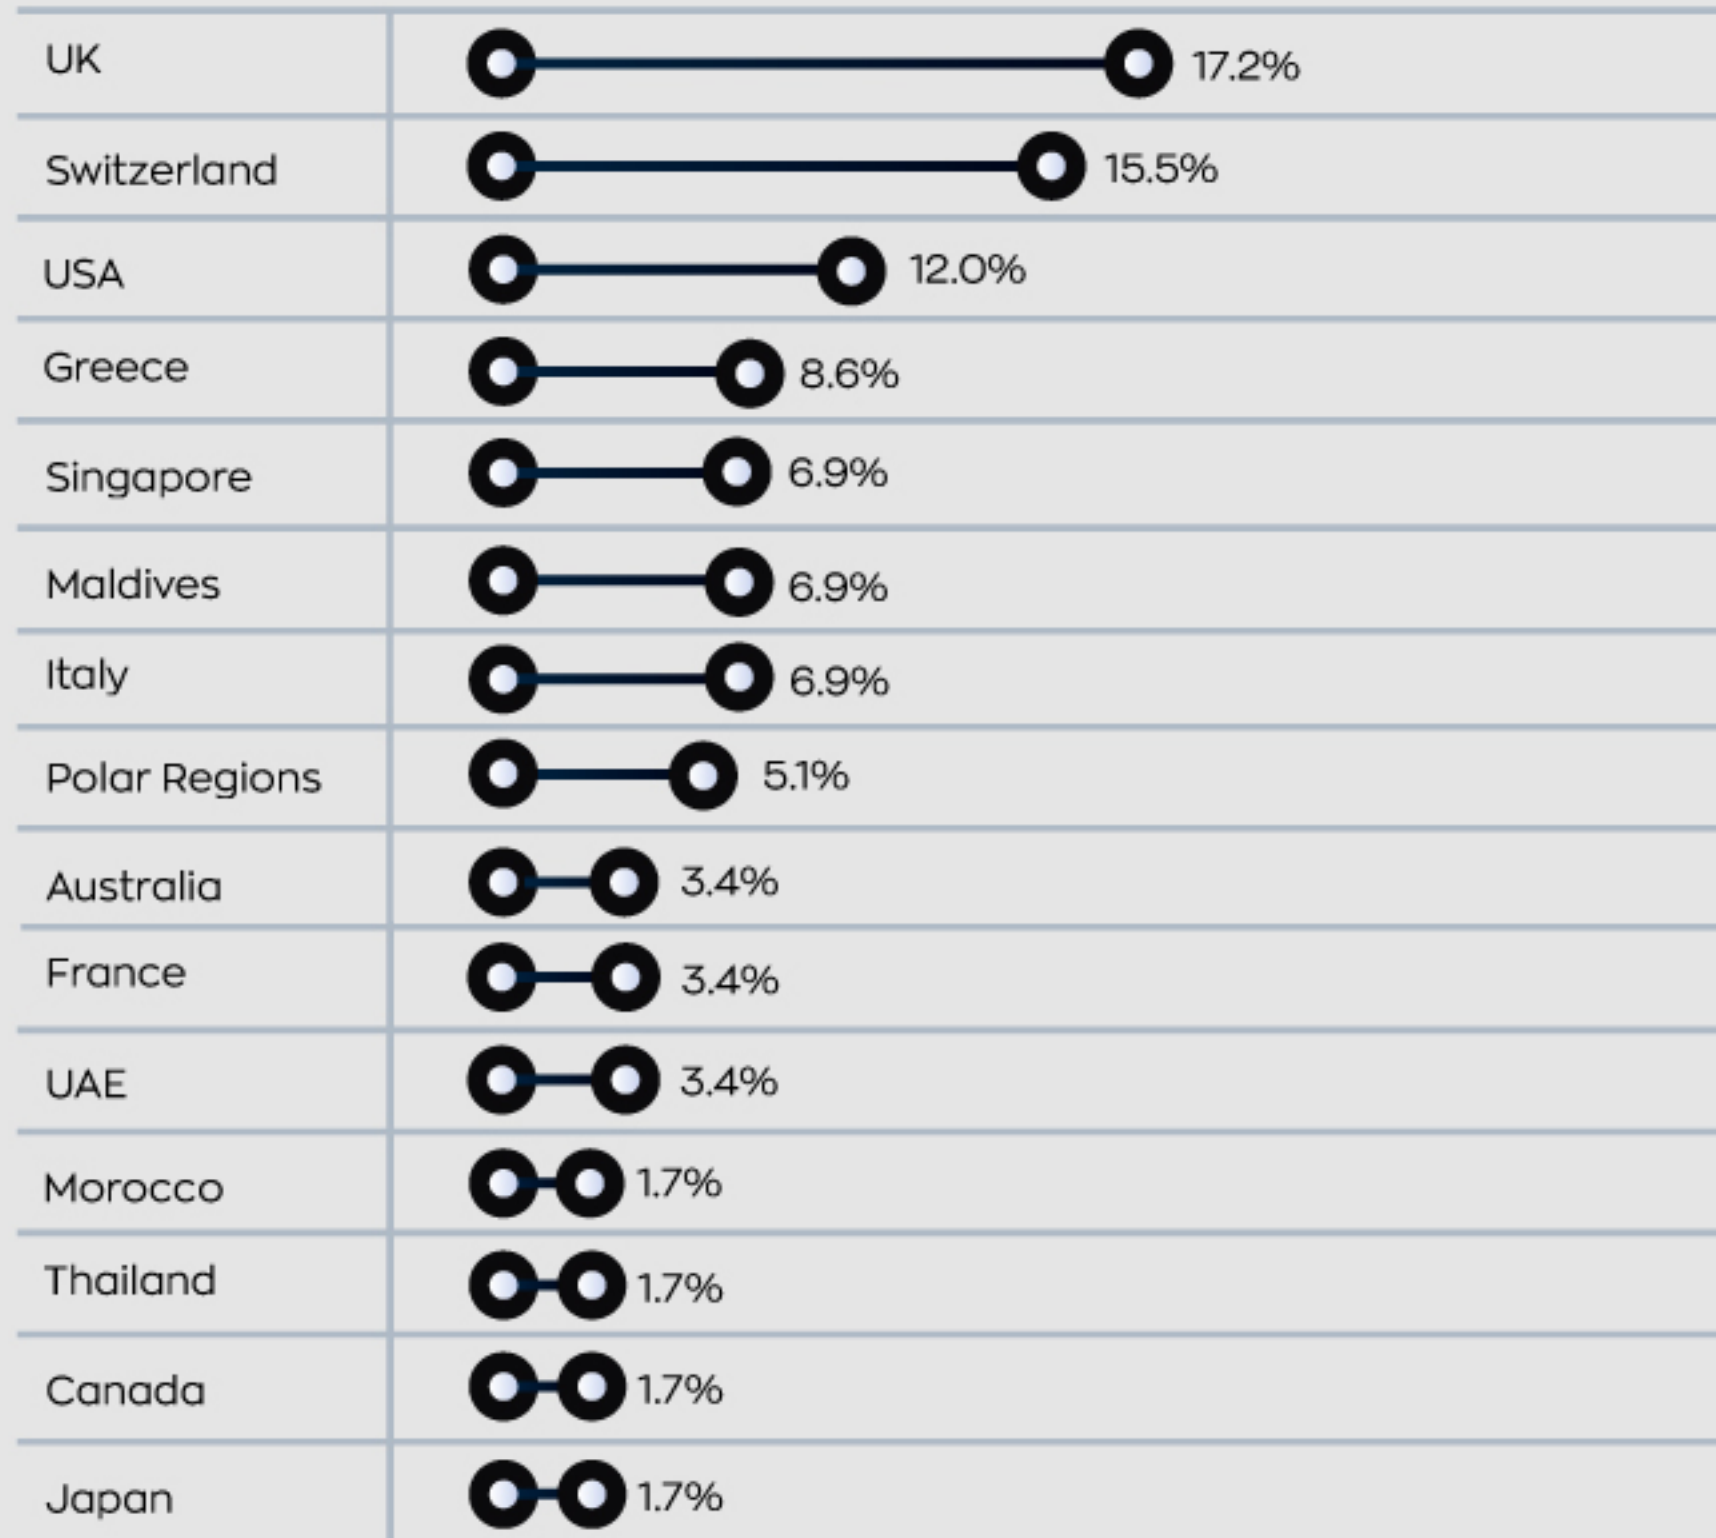 UK 17.2%
Switzerland 15.5%
USA 12.0%
Greece 8.6%
Singapore 6.9%
Maldives 6.9%
Italy 6.9%
Polar Regions 5.1%
Australia 3.4%
France 3.4%
UAE 3.4%
Morocco 1.7%
Thailand 1.7%
Canada 1.7%
Japan 1.7%